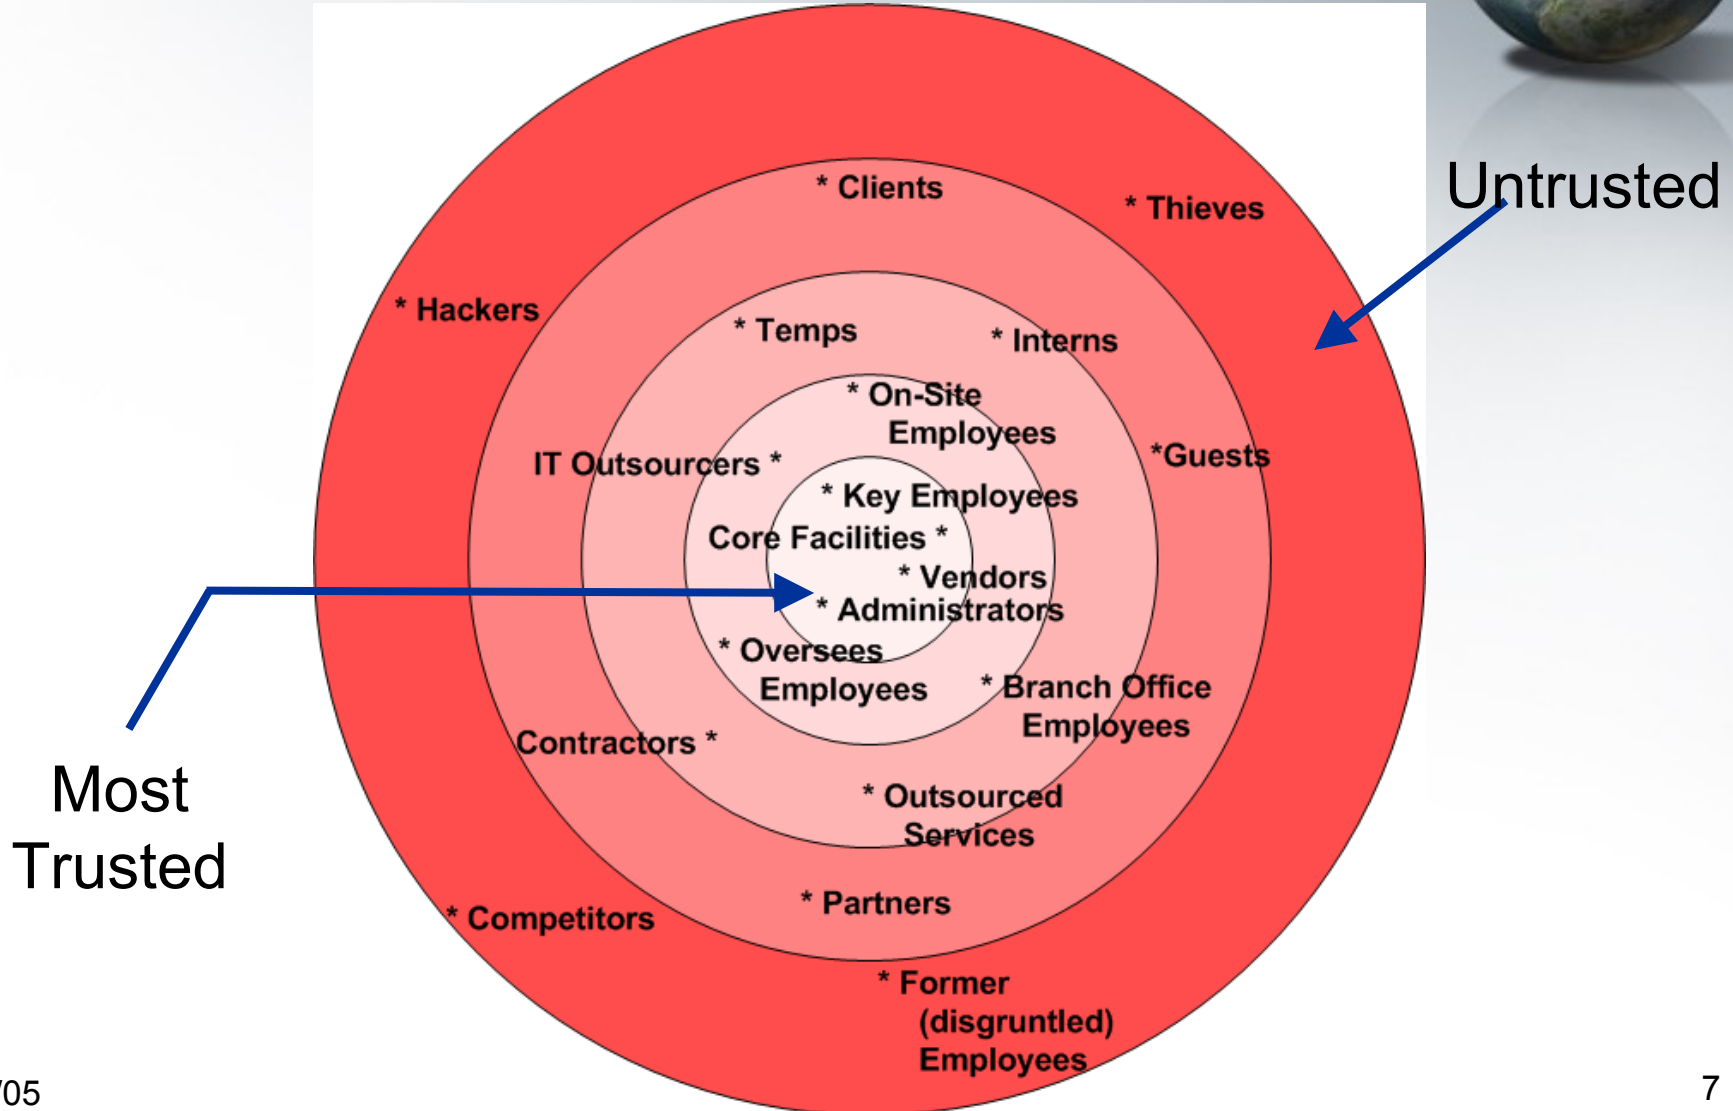 * Clients
Untrusted
* Thieves
* Hackers
* Temps
* Interns
* On-Site
Employees
IT Outsourcers *
*Guests
* Key Employees
Core Facilities *
* Vendors
* Administrators
* Oversees
Employees
* Branch Office
Employees
Contractors *
Most
Trusted
* Outsourced
Services
* Partners
* Competitors
* Former
(disgruntled)
Employees
/05
7